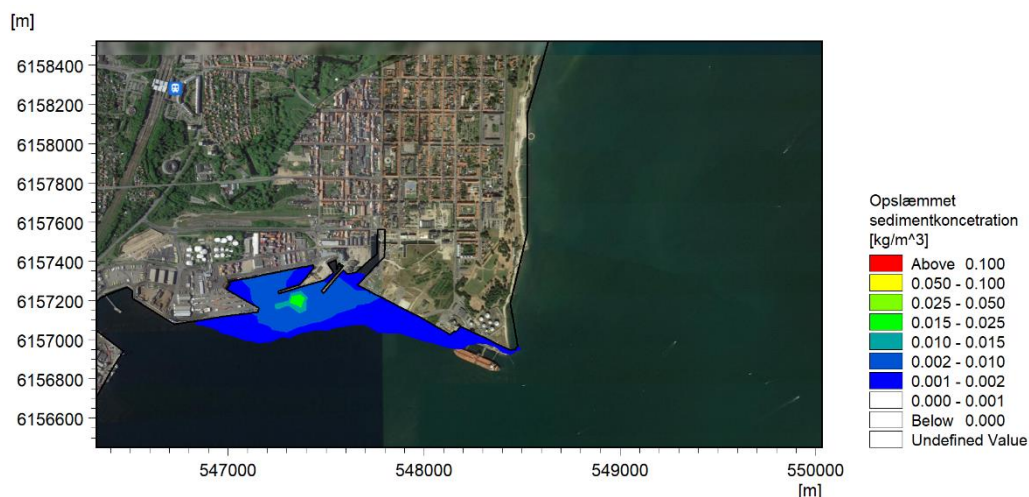 [m]
6158400
6158200
6158000
6157800
6157600
6157400
6157200
6157000
6156800
6156600
547000
548000
549000
550000
[m]
Opslæmmet
sedimentkoncetration
[kg/m^3]
Above 0.100
0.050 - 0.100
0.025 - 0.050
0.015 - 0.025
0.010 - 0.015
0.002 - 0.010
0.001 - 0.002
0.000 - 0.001
Below 0.000
Undefined Value